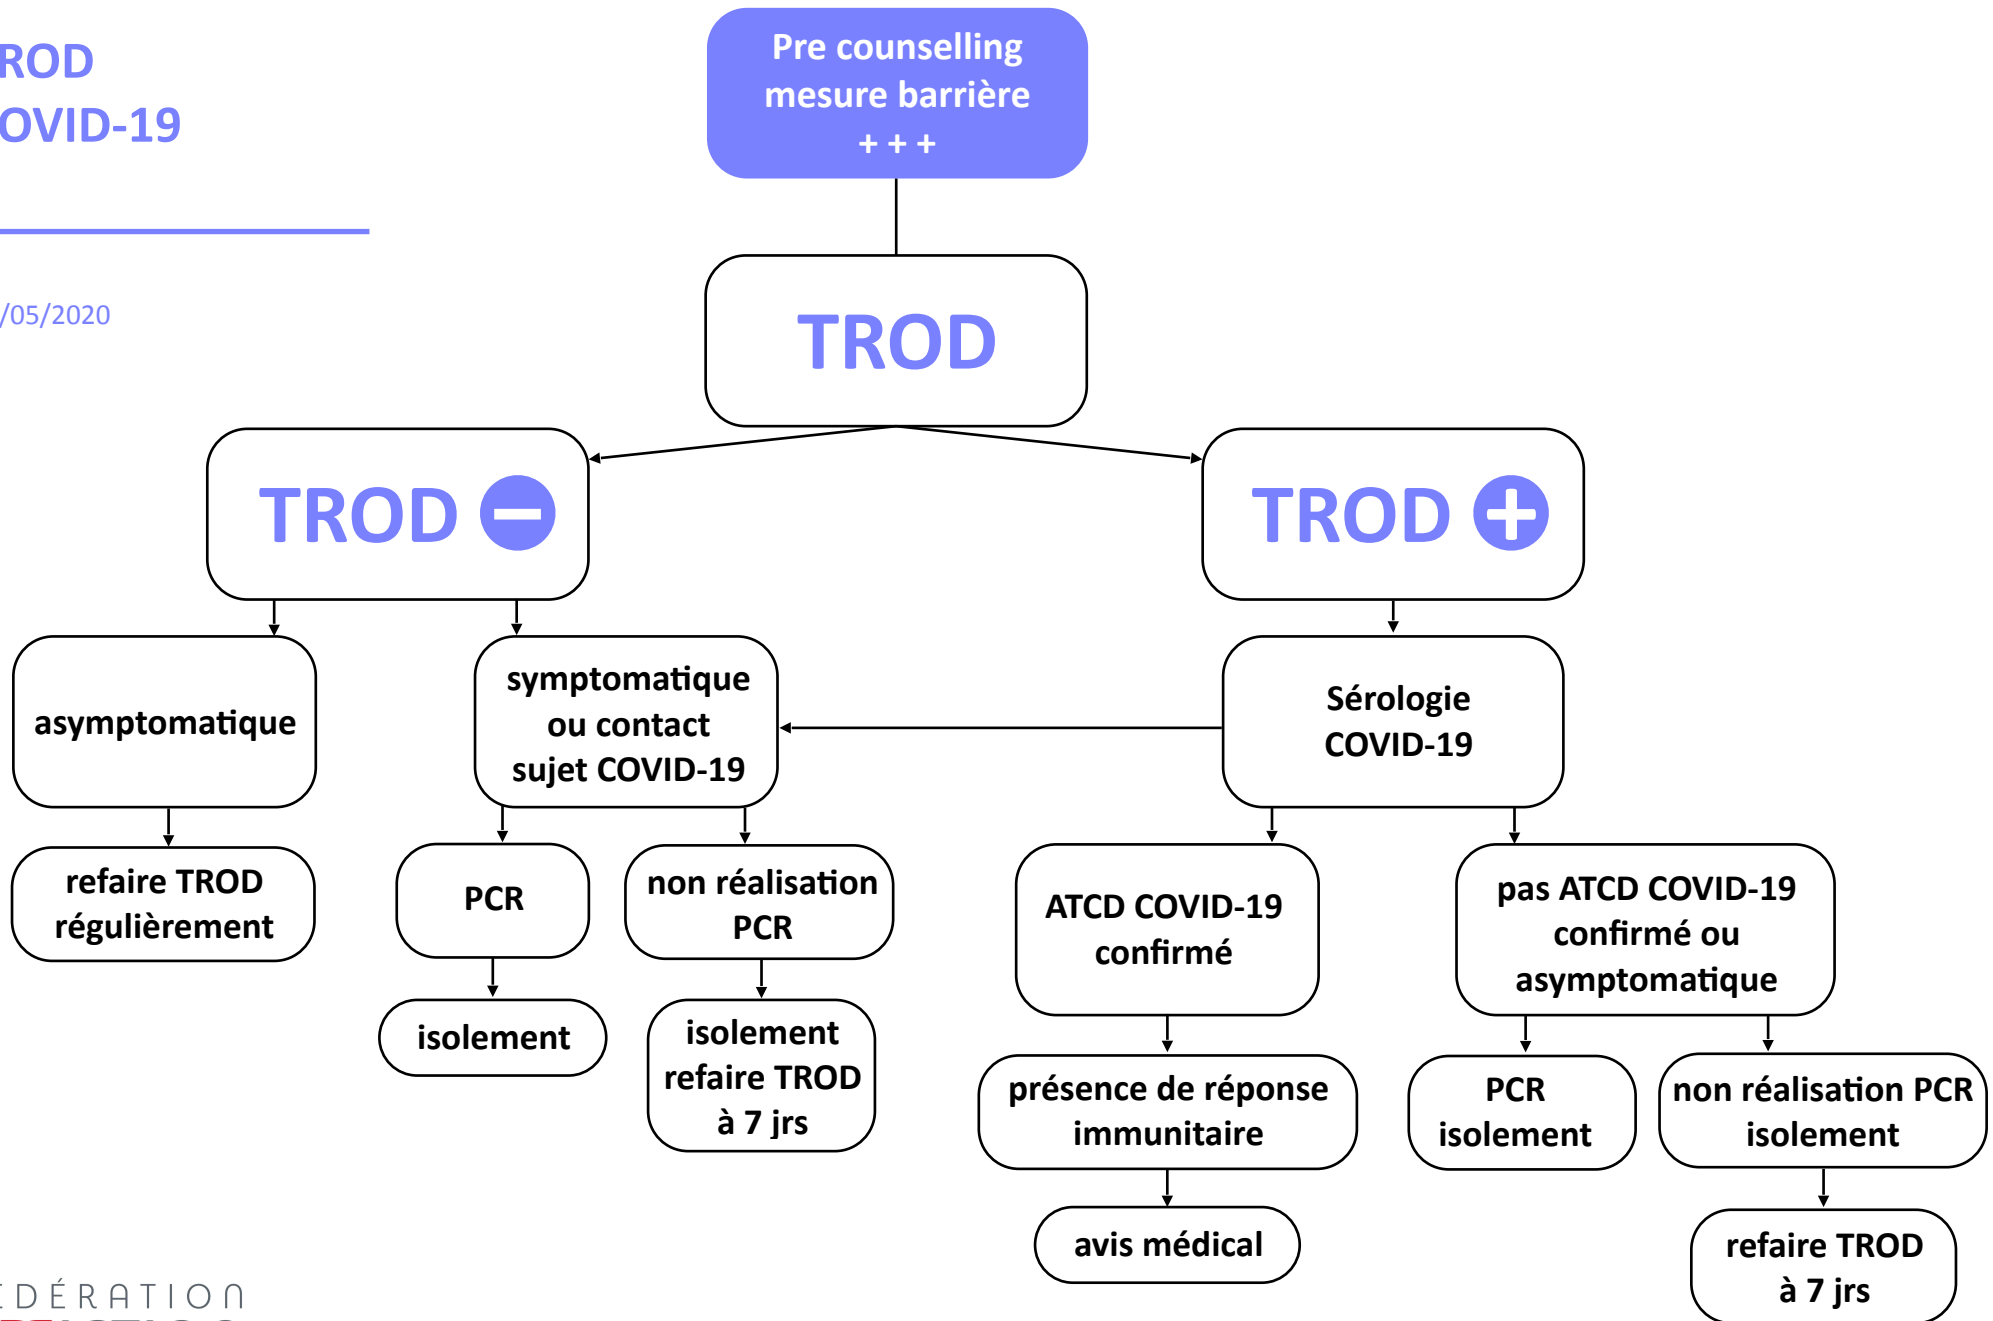 ROD
OVID-19
/05/2020
Pre counselling
mesure barrière
+ + +
TROD
TROD
TROD
asymptomatique
symptomatique
ou contact
sujet COVID-19
Sérologie
COVID-19
refaire TROD
régulièrement
PCR
non réalisation
PCR
ATCD COVID-19
confirmé
pas ATCD COVID-19
confirmé ou
asymptomatique
isolement
isolement
refaire TROD
à 7 jrs
présence de réponse
immunitaire
PCR
isolement
non réalisation PCR
isolement
avis médical
refaire TROD
à 7 jrs
ÉDÉRATION